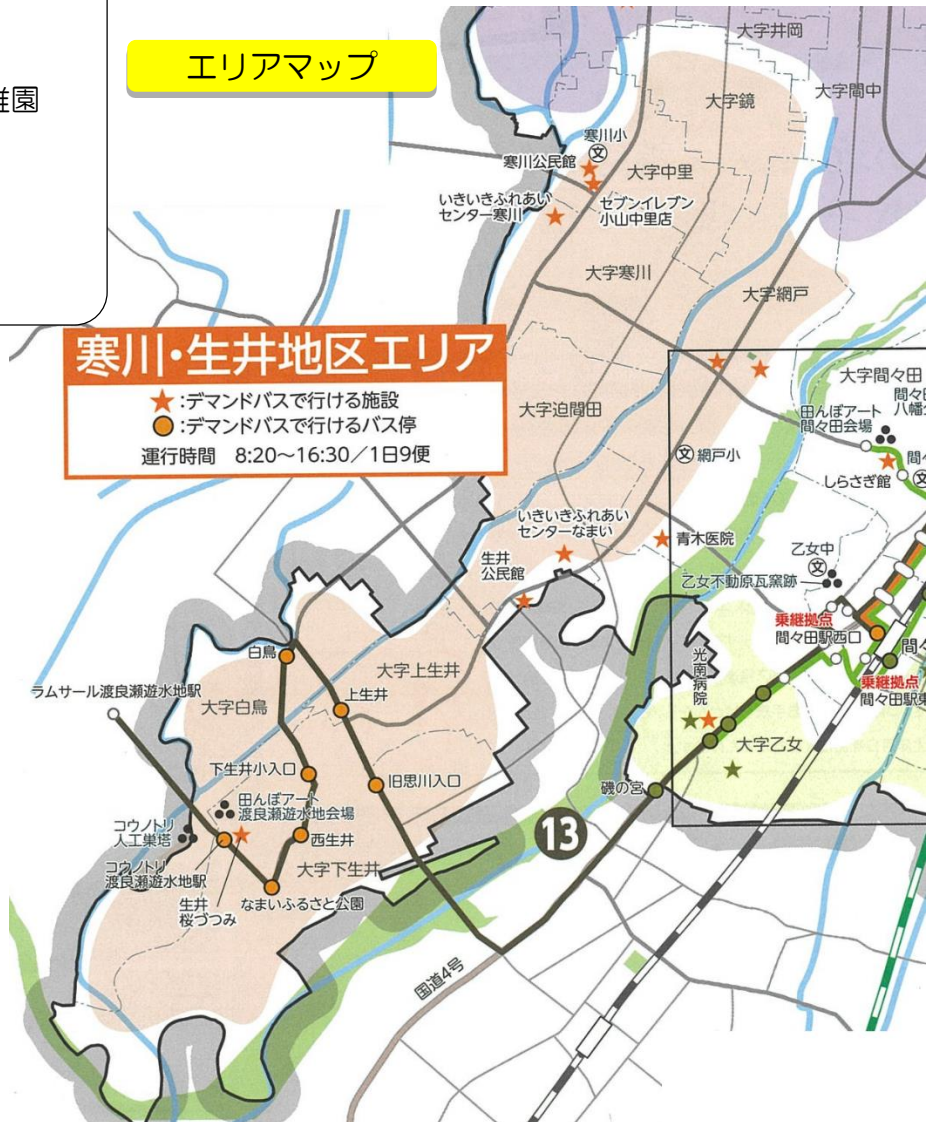 エリアマップ
稚園
大字井岡
大字鏡
大字間中
寒川小
文
寒川公民館
大字中里
いきいきふれあい
センター寒川
セブンイレブン
小山中里店
大字寒川
大字網戸
寒川・生井地区エリア
★:デマンドバスで行ける施設
●:デマンドバスで行けるバス停
運行時間 8:20～16:30／1日9便
大字迫間田
大字間々田
田んぼアート
間々田会場
文 網戸小
しらさぎ館
文
いきいきふれあい
センターなまい
青木医院
生井
公民館
乙女中
文
乙女不動原瓦窯跡
乗継拠点
間々田駅西口
乗継拠点
間々田駅東
白鳥
大字上生井
光南病院
ラムサール渡良瀬遊水地駅
上生井
大字白鳥
大字乙女
下生井小入口
旧思川入口
磯の宮
田んぼアート
渡良瀬遊水地会場
コウノトリ
人工巣塔
西生井
13
コウノトリ
渡良瀬遊水地駅
大字下生井
生井
桜づつみ
なまいふるさと公園
国道4号